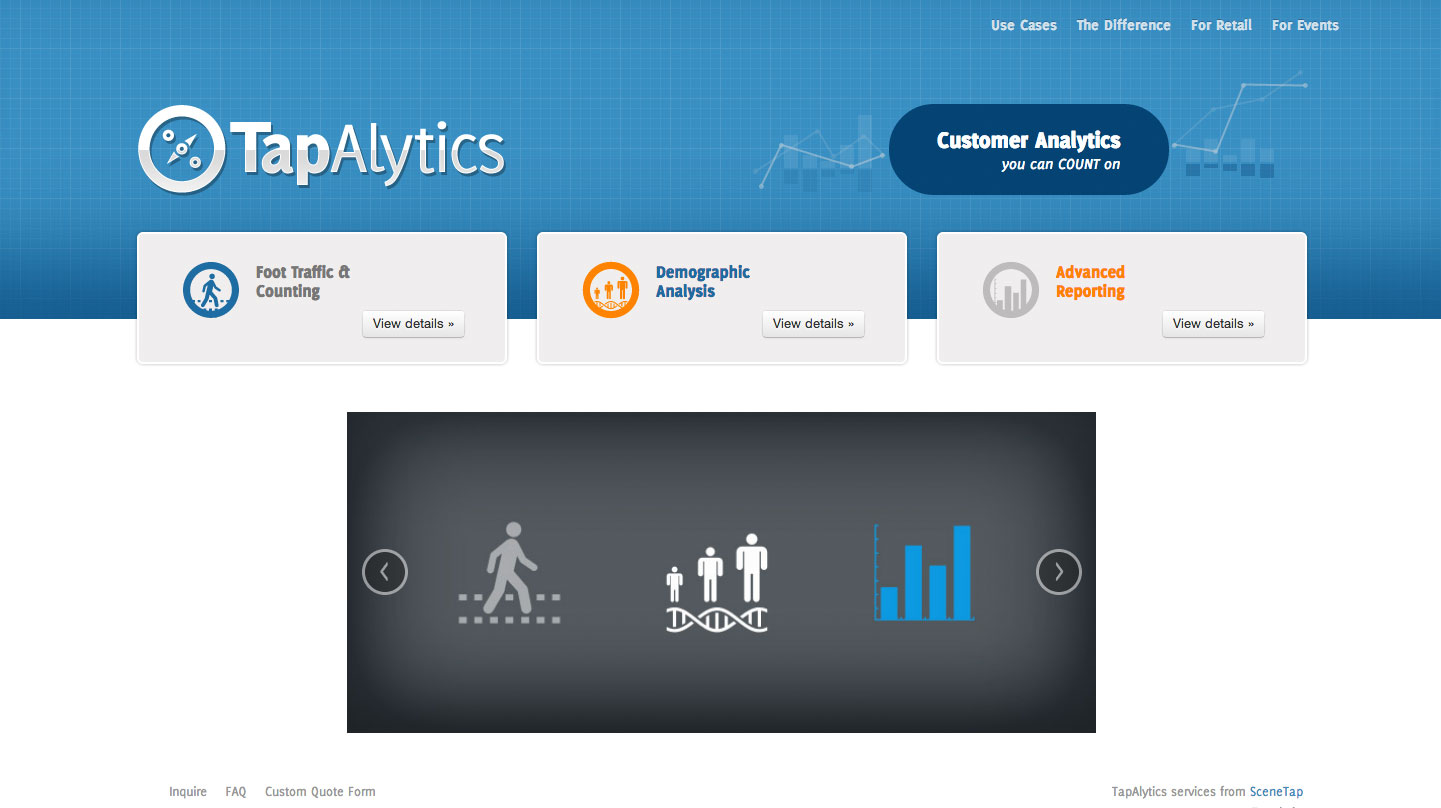 Use Cases The Difference For Retail For Events
TapAlytics
Customer Analytics
you can COUNT on
Foot Traffic &
Counting
View details »
Demographic
Analysis
View details »
Advanced
Reporting
View details »
Inquire FAQ Custom Quote Form
TapAlytics services from SceneTap